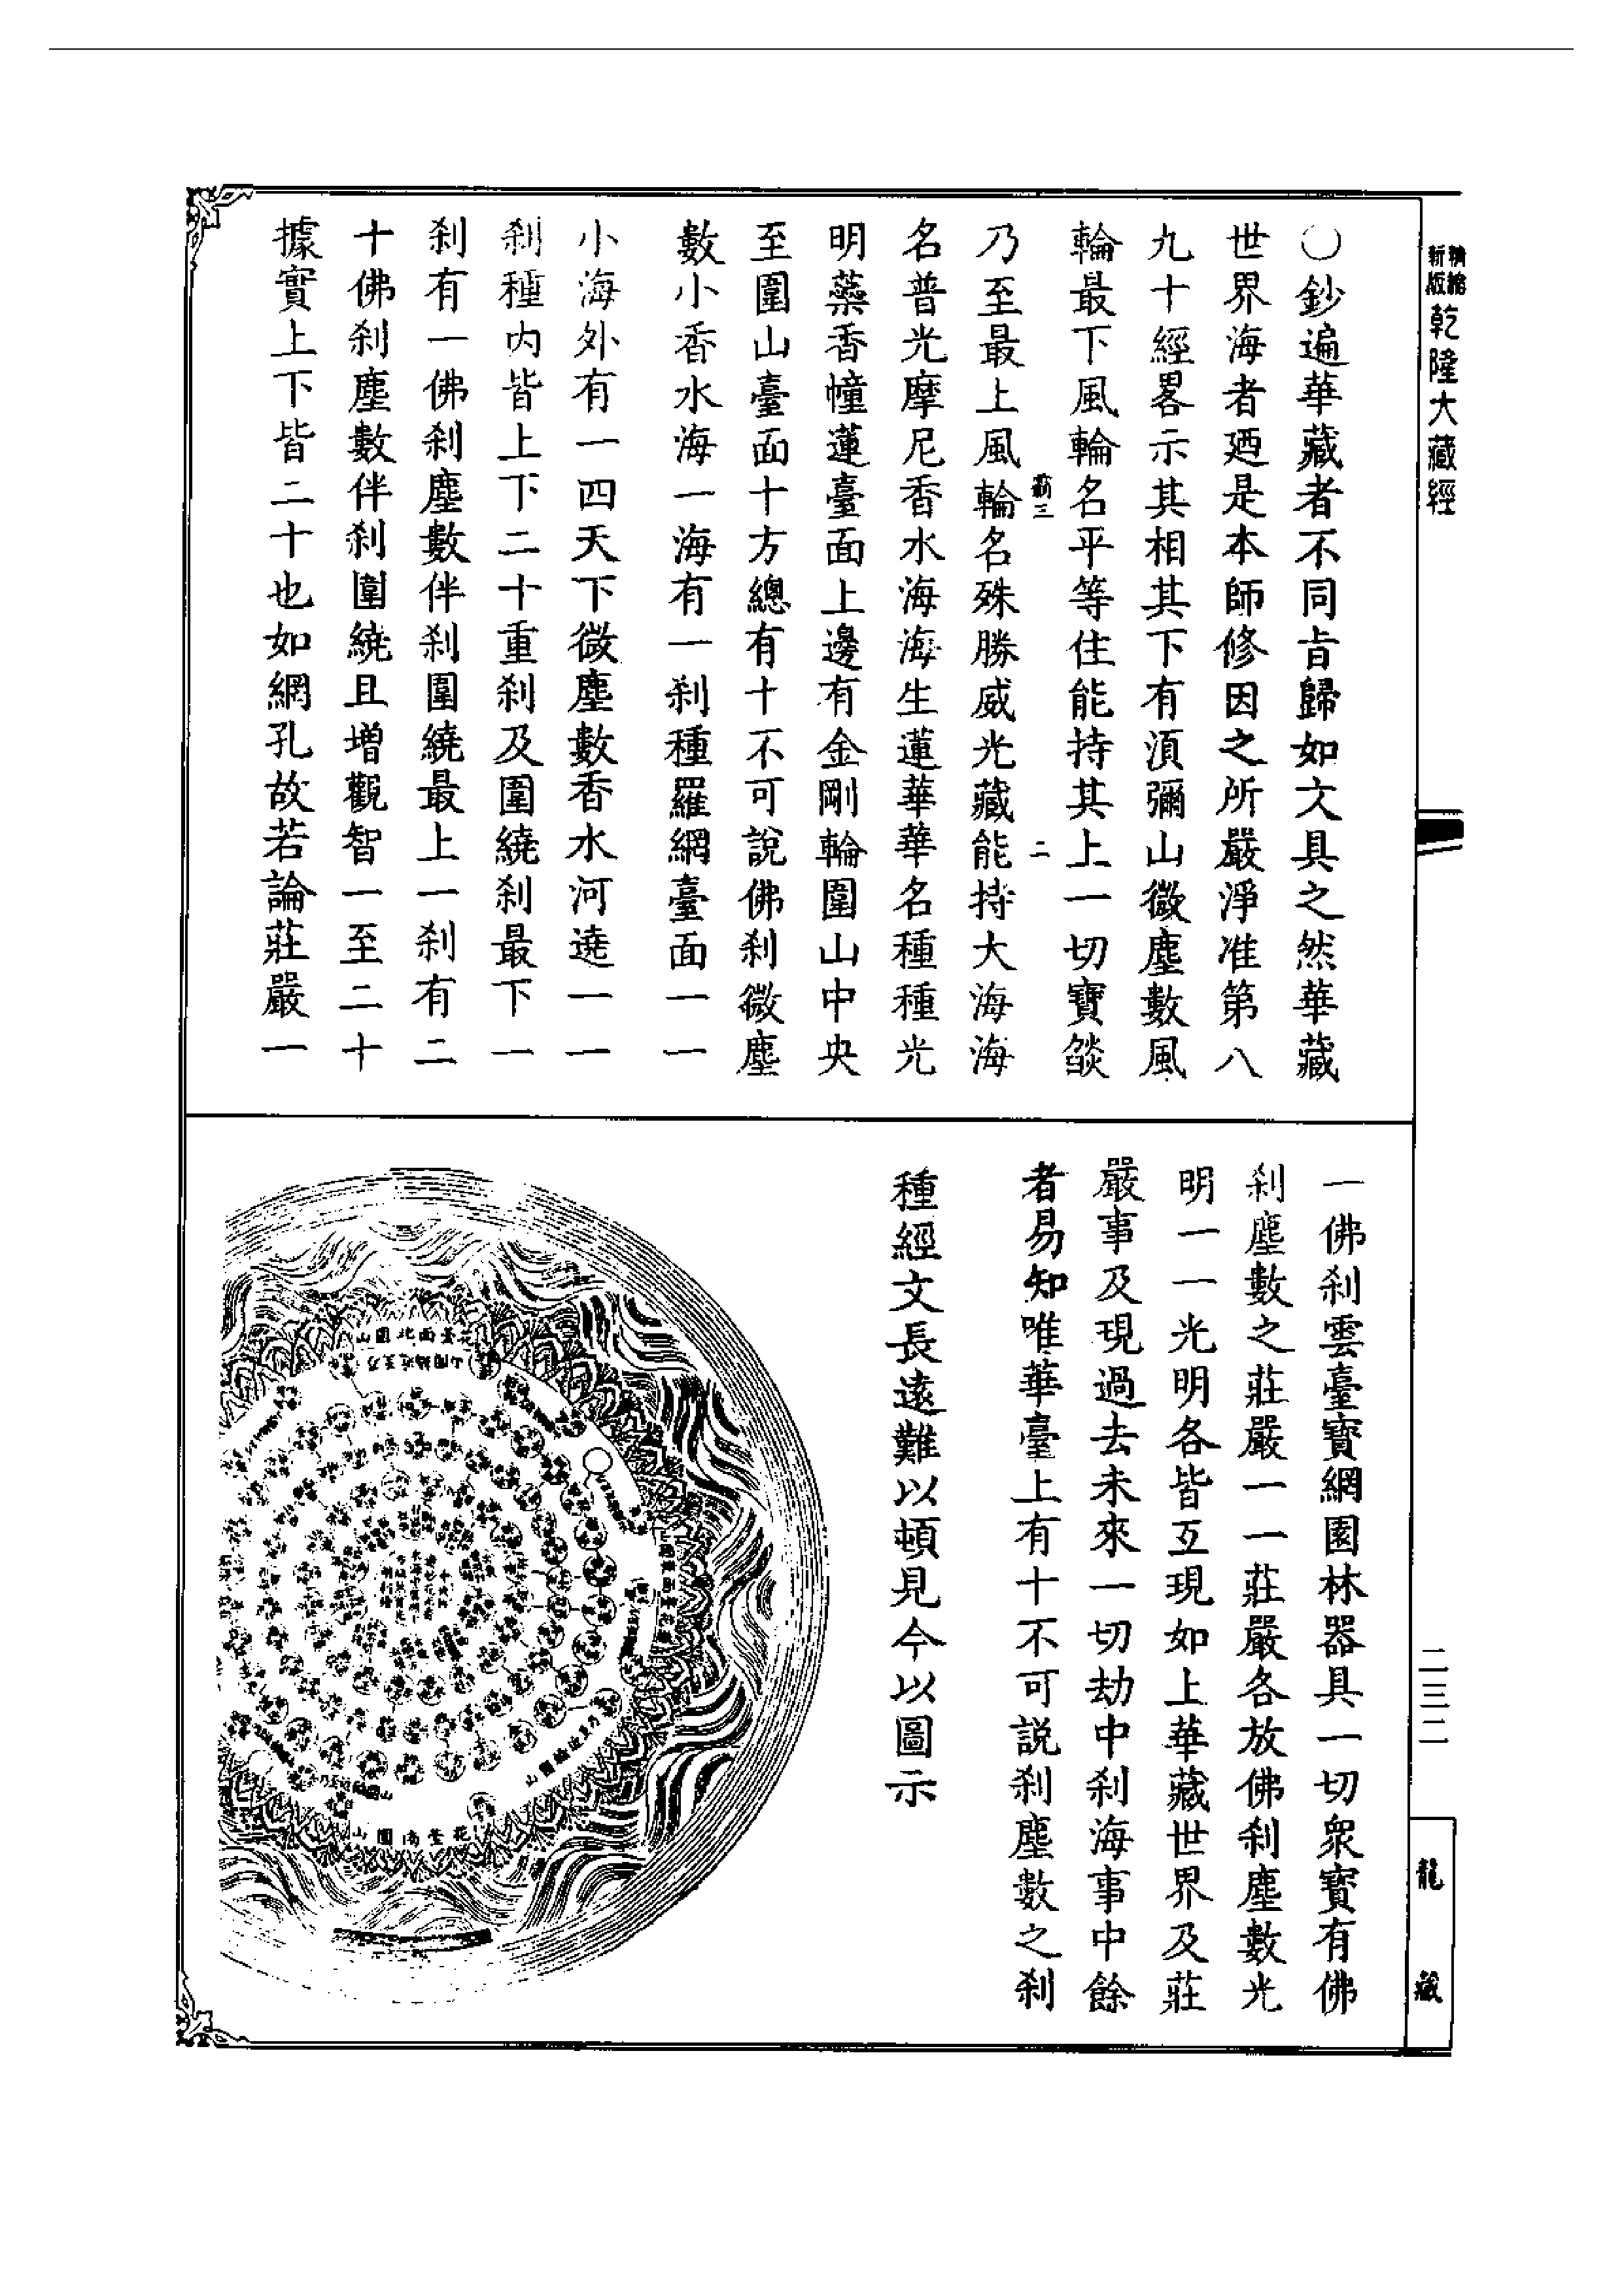 〇鈔遍華藏者不同㫖歸如文具之然華藏
世界海者廼是本師修因之所嚴淨准第八
九十經畧示其相其下有湏彌山微塵數風
輪最下風輪名平等住能持其上一切寶燄
二
乃至最上風輪名殊勝威光藏能持大海海
名普光摩尼香水海海生蓮華華名種種光
明蘂香幢蓮臺面上邊有金剛輪圍山中央
至圍山臺面十方總有十不可說佛刹微塵
數小香水海一海有一刹種羅網臺面一一
小海外有一四天下微塵數香水河遶一一
刹種内皆上下二十重刹及圍繞刹最下一
刹有一佛刹塵數伴刹圍繞最上一刹有二
十佛刹塵數伴刹圍繞且增觀智一至二十
據實上下皆二十也如網孔故若論莊嚴一
一佛刹雲臺寶網園林器具一切衆寶有佛
刹塵數之莊嚴一一莊嚴各放佛刹塵數光
明一一光明各皆互現如上華藏世界及莊
嚴事及現過去未來一切劫中刹海事中餘
者易知唯華臺上有十不可説刹塵數之刹
種經文長遠難以頓見今以圖示
山圍北面臺花
山圍南臺花
新版
精縮
乾隆大藏經
二三二
龍藏